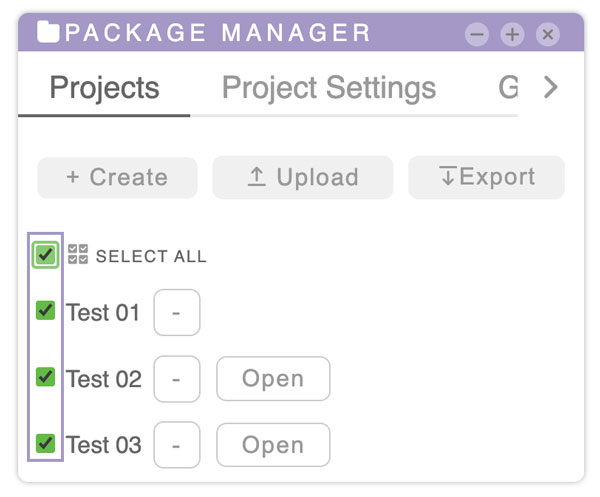 PACKAGE MANAGER
Projects Project Settings G
+ Create Upload Export
SELECT ALL
Test 01 -
Test 02 - Open
Test 03 - Open